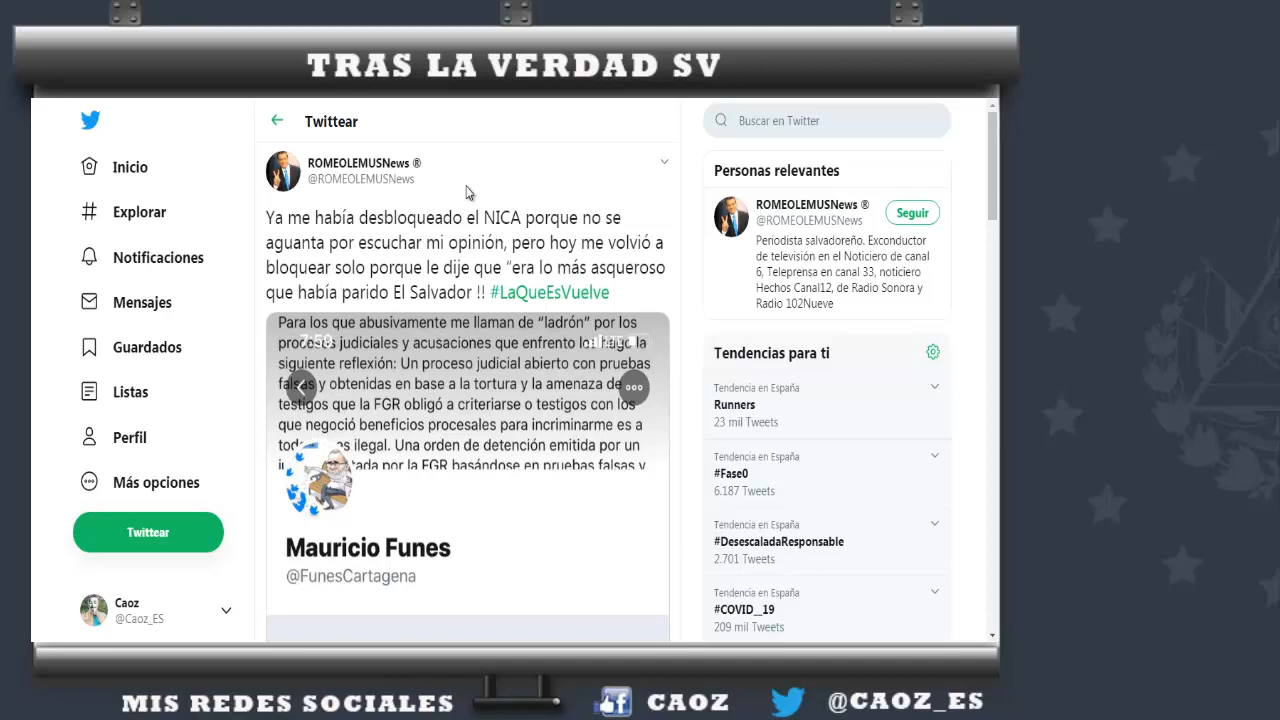 TRAS LA VERDAD SV
Inicio
Explorar
Notificaciones
Mensajes
Guardados
Listas
Perfil
Más opciones
Twittear
Caoz
@Caoz_ES
Twittear
ROMEOLEMUSNews ®
@ROMEOLEMUSNews
Ya me había desbloqueado el NICA porque no se
aguanta por escuchar mi opinión, pero hoy me volvió a
bloquear solo porque le dije que “era lo más asqueroso
que había parido El Salvador !! #LaQueEsVuelve
Para los que abusivamente me llaman de “ladrón” por los
judiciales y acusaciones que enfrento la
siguiente reflexión: Un proceso judicial abierto con pruebas
y obtenidas en base a la tortura y la amenaza de
testigos que la FGR obligó a criteriarse o testigos con los
que negoció beneficios procesales para incriminarme es a
es ilegal. Una orden de detención emitida por un
por la FGR basándose en pruebas falsas y
7:50
Mauricio Funes
@FunesCartagena
Buscar en Twitter
Personas relevantes
ROMEOLEMUSNews ®
@ROMEOLEMUSNews
Seguir
Periodista salvadoreño. Exconductor
de televisión en el Noticiero de canal
6, Teleprensa en canal 33, noticiero
Hechos Canal12, de Radio Sonora y
Radio 102Nueve
Tendencias para ti
Tendencia en España
Runners
23 mil Tweets
Tendencia en España
#Fase0
6.187 Tweets
Tendencia en España
#DesescaladaResponsable
2.701 Tweets
Tendencia en España
#COVID__19
209 mil Tweets
MIS REDES SOCIALES
CAOZ
@CAOZ_ES